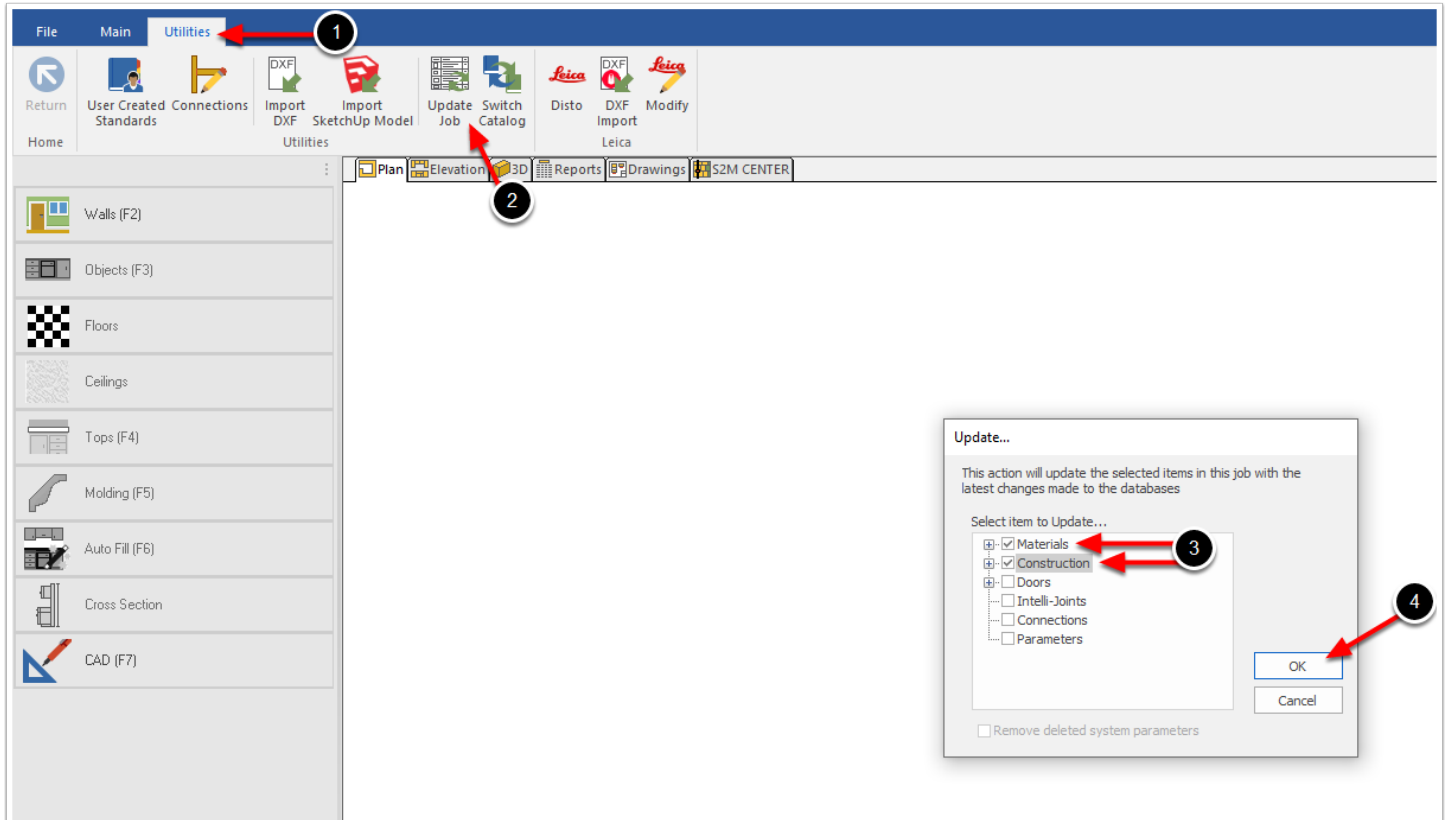 File Main Utilities 1
DXF DXF Leica
Leica
Return User Created Connections Import Import Update Switch Disto DXF Modify
Standards DXF SketchUp Model Job Catalog Import
Home Utilities Leica
Plan Elevation 3D Reports Drawings S2M CENTER
2
Walls (F2)
Objects (F3)
Floors
Ceilings
Tops (F4)
Molding (F5)
Auto Fill (F6)
Cross Section
CAD (F7)
Update...
This action will update the selected items in this job with the
latest changes made to the databases
Select item to Update...
Materials
3
Construction
Doors
Intelli-Joints
Connections
Parameters
4
OK
Cancel
Remove deleted system parameters